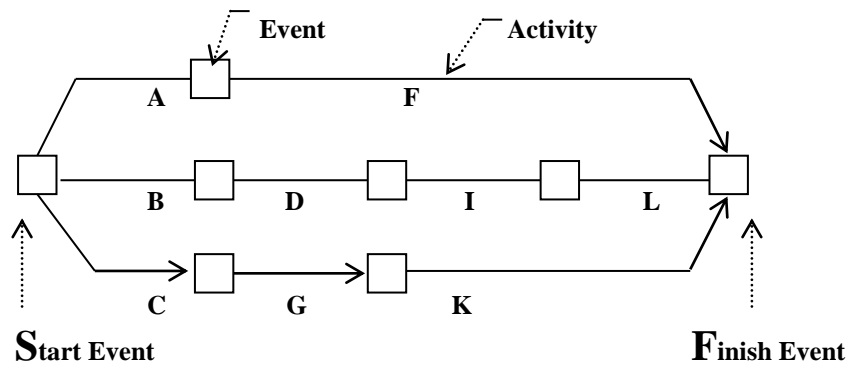 Event Activity
A F
B D I L
C G K
Start Event Finish Event